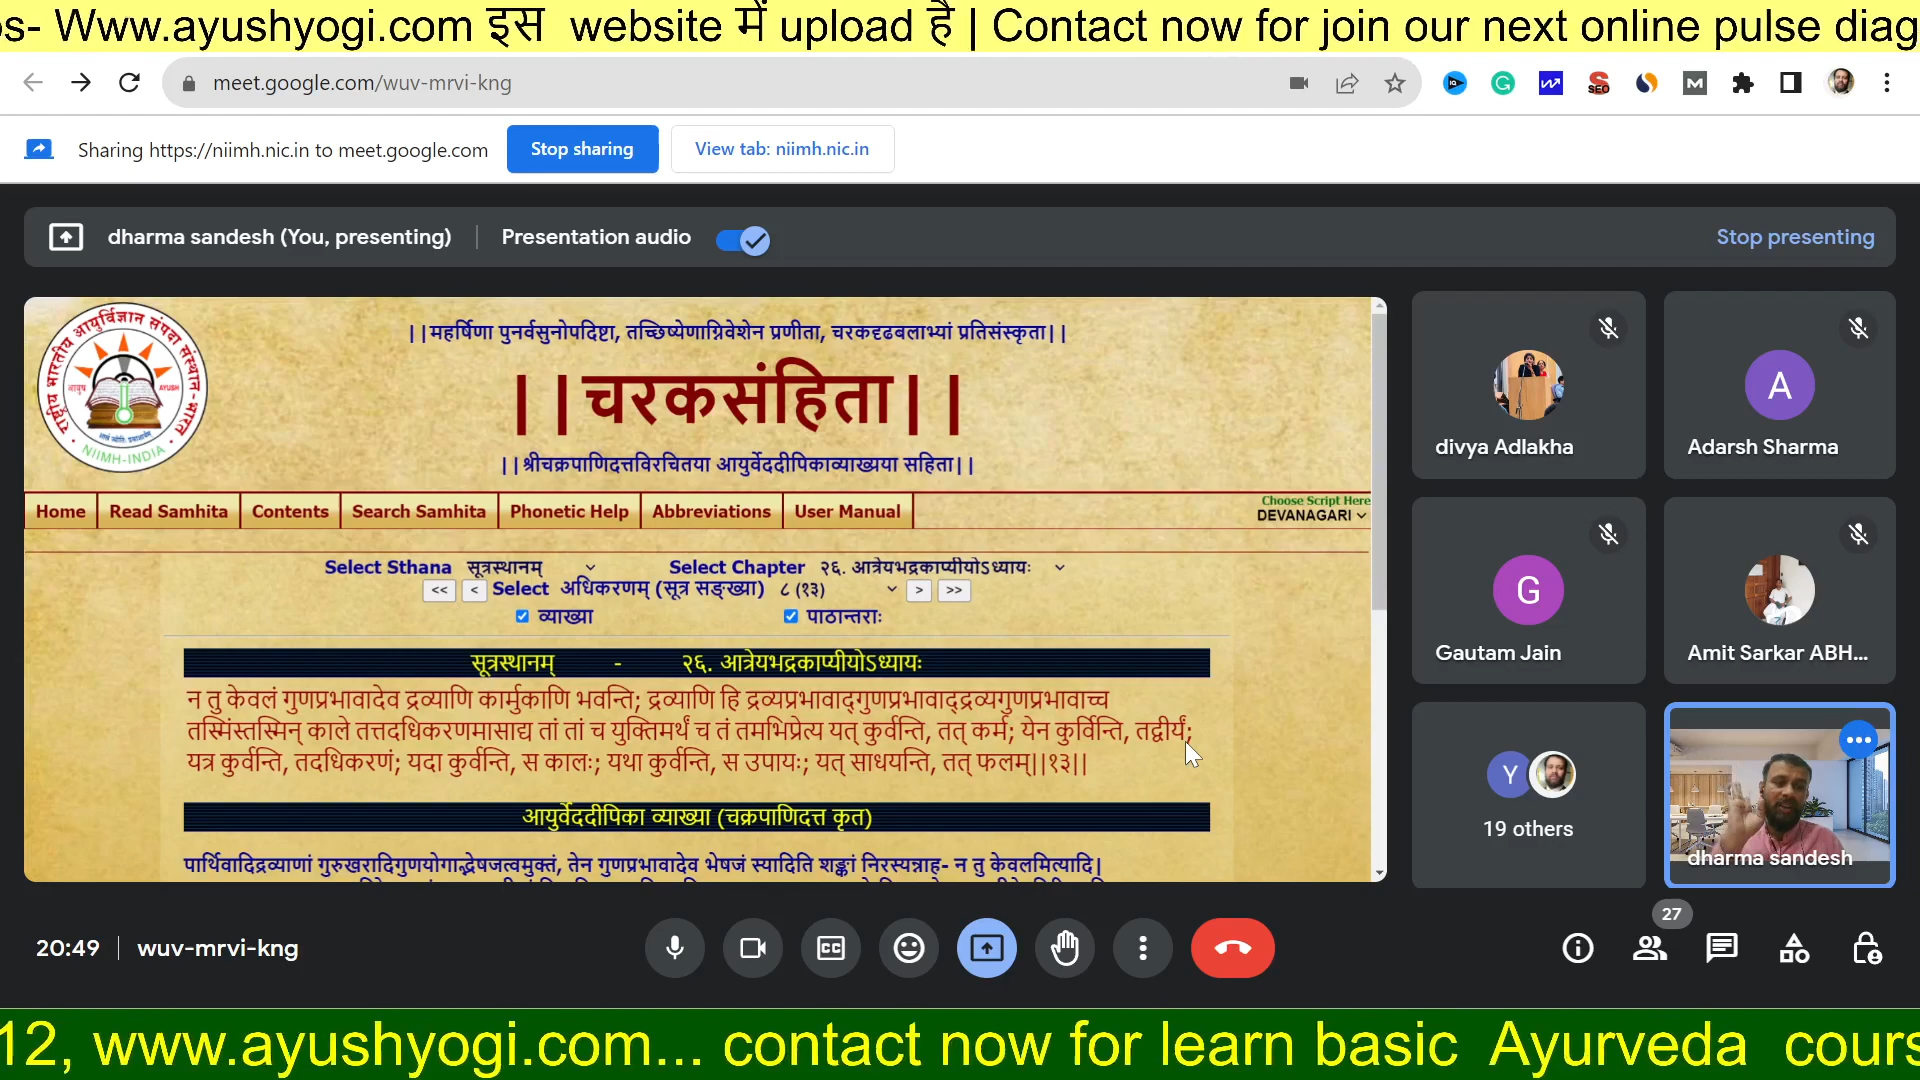 os- Www.ayushyogi.com इस website में upload है | Contact now for join our next online pulse diag
meet.google.com/wuv-mrvi-kng
Sharing https://niimh.nic.in to meet.google.com
Stop sharing
View tab: niimh.nic.in
dharma sandesh (You, presenting)
Presentation audio
Stop presenting
राष्ट्रीय भारतीय आयुर्विज्ञान संपदा संस्थान-भारत
AYUSH
NIIMH-INDIA
||महर्षिणा पुनर्वसुनोपदिष्टा, तच्छिष्येणाग्निवेशेन प्रणीता, चरकदृढबलाभ्यां प्रतिसंस्कृता||
||चरकसंहिता||
||श्रीचक्रपाणिदत्तविरचितया आयुर्वेददीपिकाव्याख्यया सहिता||
Home
Read Samhita
Contents
Search Samhita
Phonetic Help
Abbreviations
User Manual
Choose Script Here
DEVANAGARI
Select Sthana सूत्रस्थानम् Select Chapter २६. आत्रेयभद्रकाप्यीयोऽध्यायः
<< < Select अधिकरणम् (सूत्र सङ्ख्या) ८ (१३) > >>
व्याख्या पाठान्तराः
सूत्रस्थानम् - २६. आत्रेयभद्रकाप्यीयोऽध्यायः
न तु केवलं गुणप्रभावादेव द्रव्याणि कार्मुकाणि भवन्ति; द्रव्याणि हि द्रव्यप्रभावाद्गुणप्रभावाद्द्रव्यगुणप्रभावाच्च
तस्मिंस्तस्मिन् काले तत्तदधिकरणमासाद्य तां तां च युक्तिमर्थं च तं तमभिप्रेत्य यत् कुर्वन्ति, तत् कर्म; येन कुर्वन्ति, तद्वीर्यं;
यत्र कुर्वन्ति, तदधिकरणं; यदा कुर्वन्ति, स कालः; यथा कुर्वन्ति, स उपायः; यत् साधयन्ति, तत् फलम्||१३||
आयुर्वेददीपिका व्याख्या (चक्रपाणिदत्त कृत)
पार्थिवादिद्रव्याणां गुरुखरादिगुणयोगाद्भेषजत्वमुक्तं, तेन गुणप्रभावादेव भेषजं स्यादिति शङ्कां निरस्यन्नाह- न तु केवलमित्यादि|
divya Adlakha
A
Adarsh Sharma
G
Gautam Jain
Amit Sarkar ABH...
Y
19 others
dharma sandesh
20:49
wuv-mrvi-kng
CC
27
12, www.ayushyogi.com... contact now for learn basic Ayurveda cours